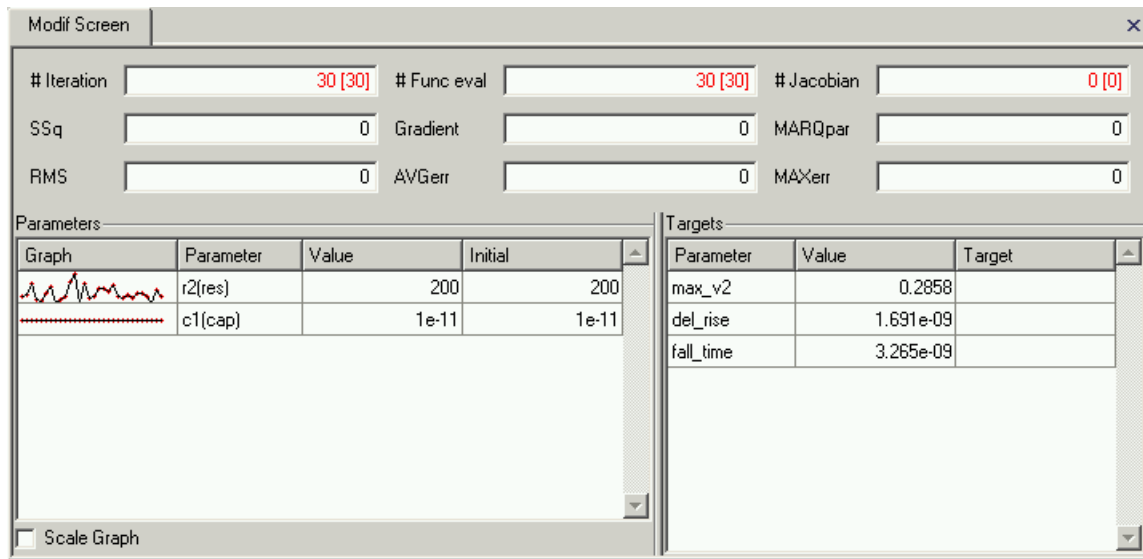 Modif Screen
# Iteration 30 [30] # Func eval 30 [30] # Jacobian 0 [0]
SSq 0 Gradient 0 MARQpar 0
RMS 0 AVGerr 0 MAXerr 0
Parameters Targets
Graph Parameter Value Initial Parameter Value Target
r2(res) 200 200 max_v2 0.2858
c1(cap) 1e-11 1e-11 del_rise 1.691e-09
fall_time 3.265e-09
Scale Graph